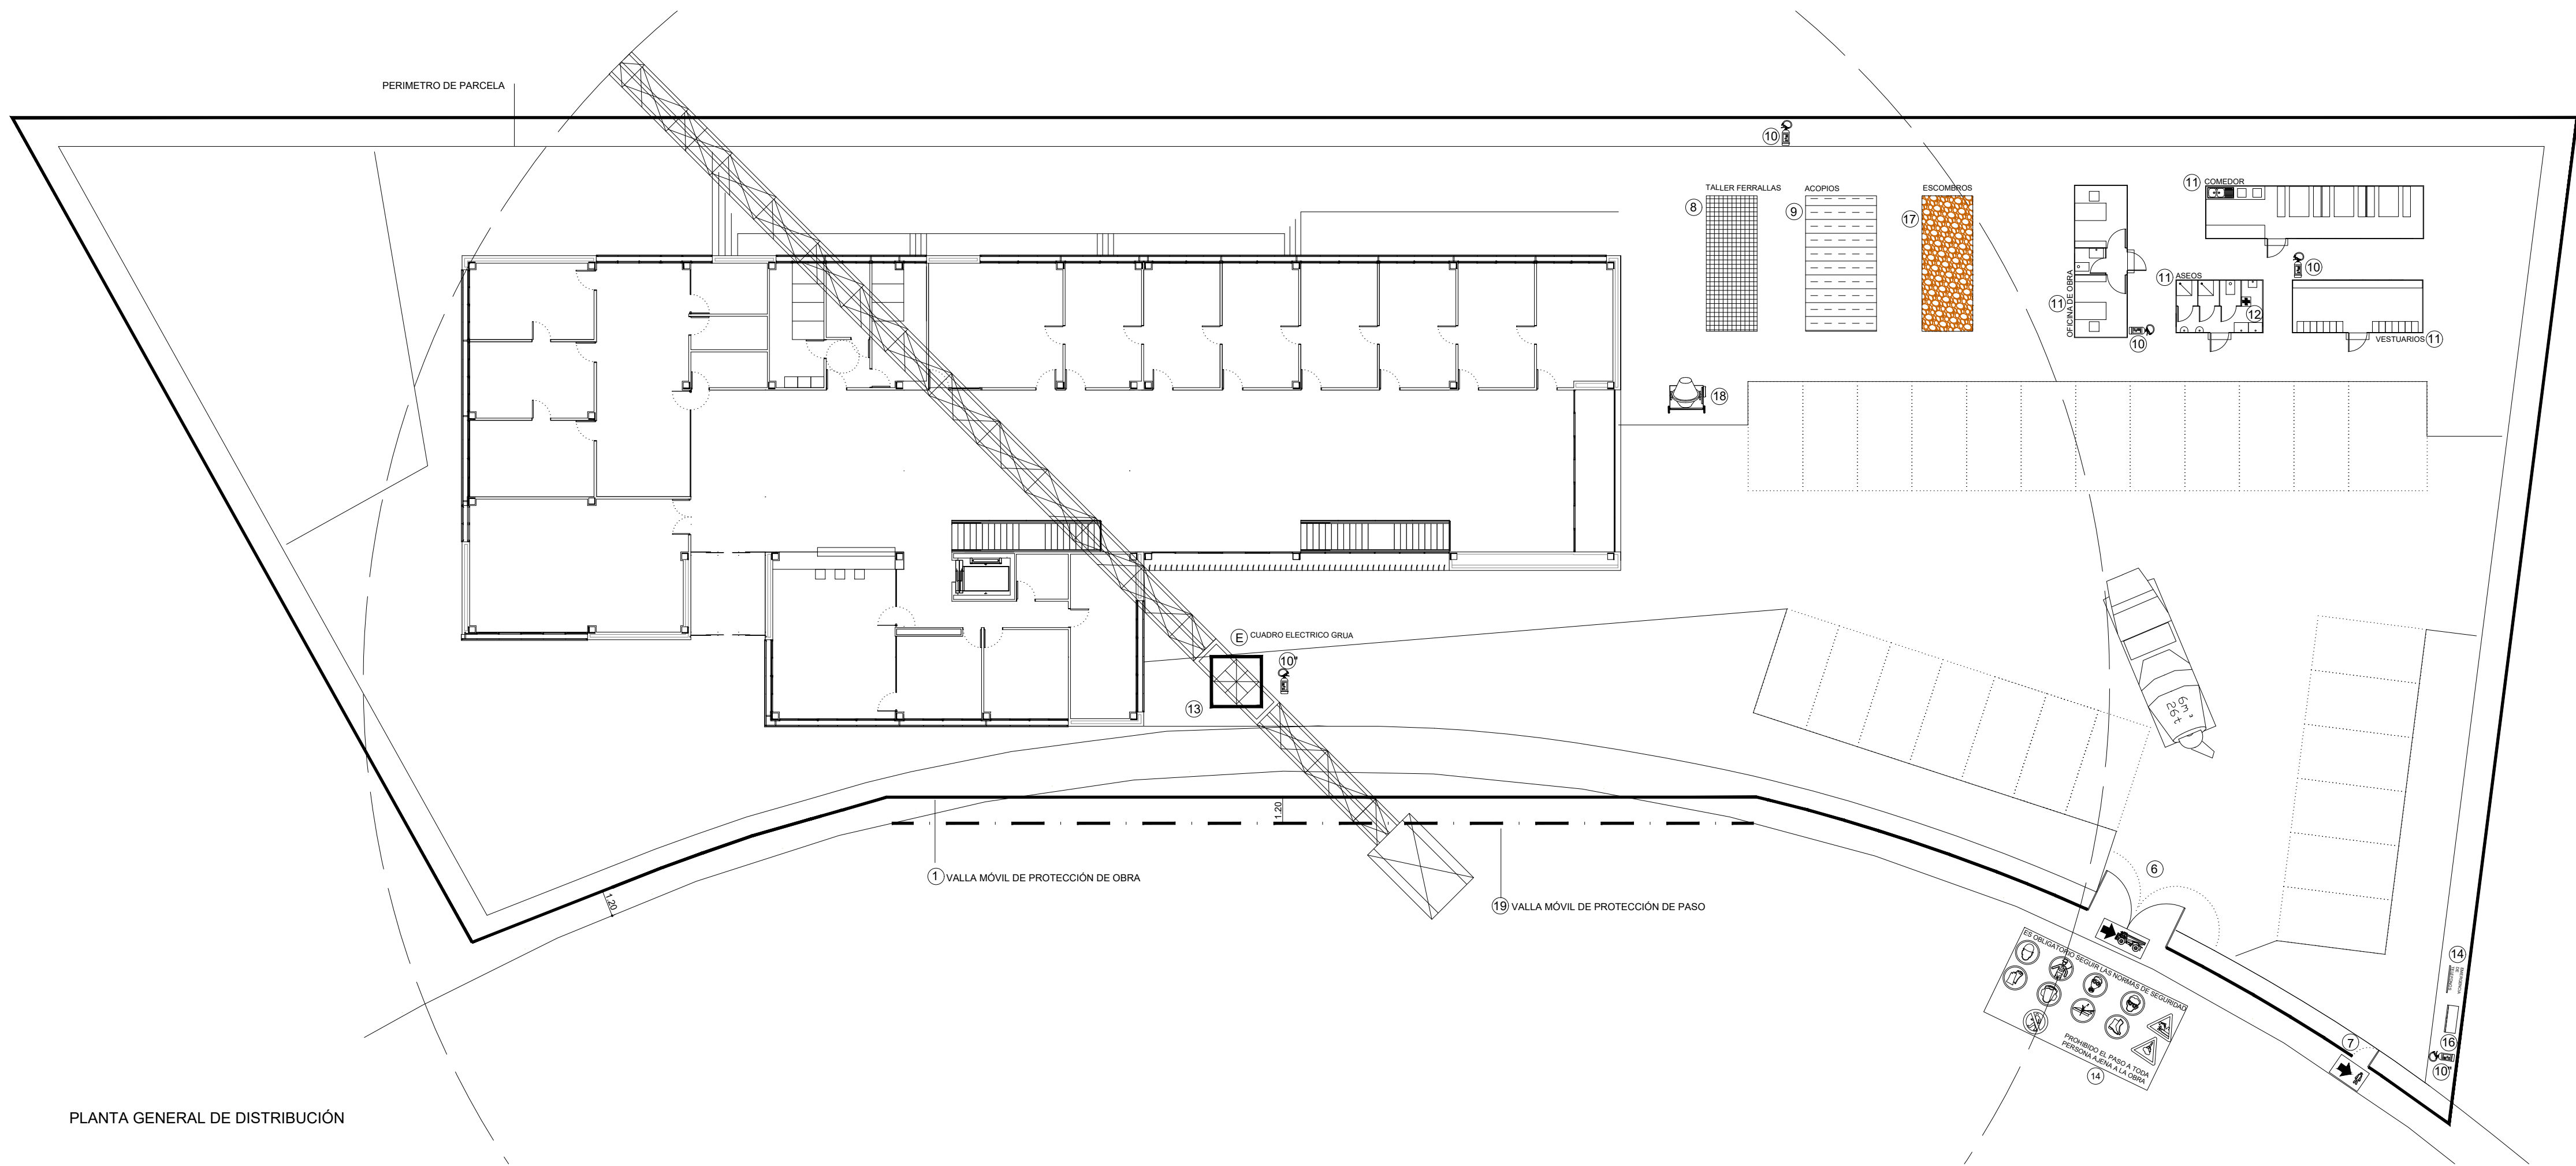 PERIMETRO DE PARCELA
10
TALLER FERRALLAS
8
ACOPIOS
9
ESCOMBROS
17
OFICINA DE OBRA
11
10
11 COMEDOR
10
11 ASEOS
12
VESTUARIOS 11
18
E CUADRO ELECTRICO GRUA
10"
13
6m³
26t
1.20
1.20
1 VALLA MÓVIL DE PROTECCIÓN DE OBRA
19 VALLA MÓVIL DE PROTECCIÓN DE PASO
6
ES OBLIGATORIO SEGUIR LAS NORMAS DE SEGURIDAD
PROHIBIDO EL PASO A TODA
PERSONA AJENA A LA OBRA
14
14
16
10"
7
PLANTA GENERAL DE DISTRIBUCIÓN